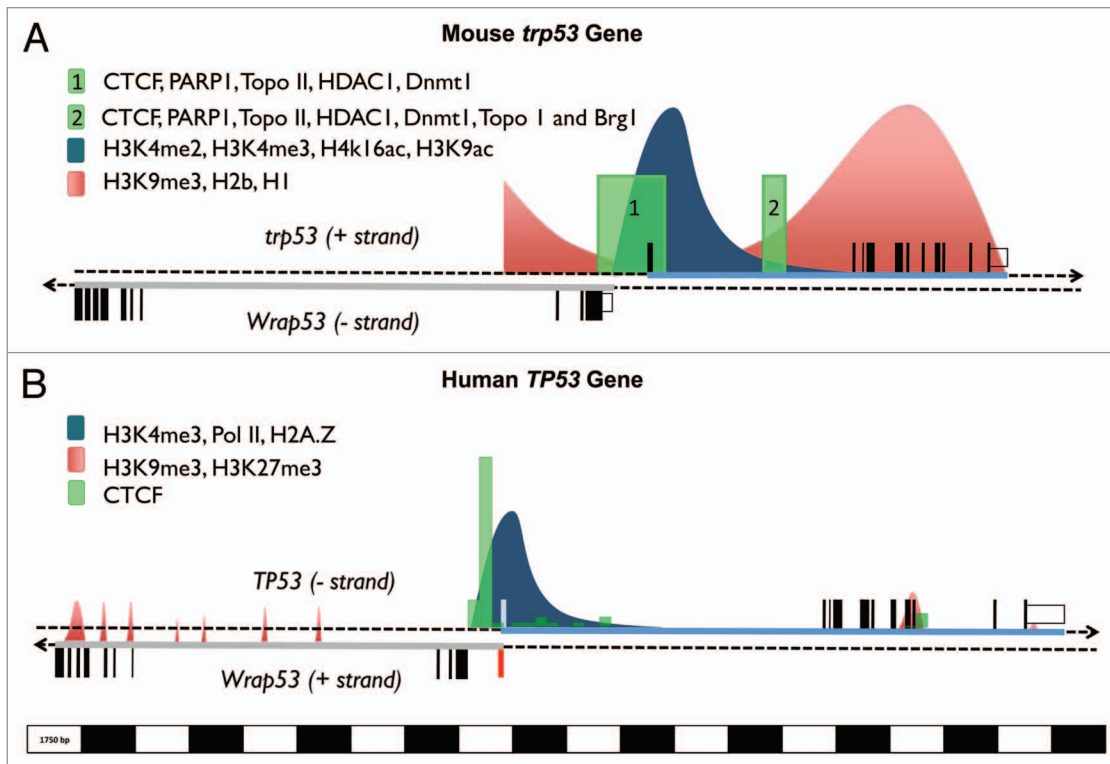 A
Mouse trp53 Gene
1 CTCF, PARP1, Topo II, HDAC1, Dnmt1
2 CTCF, PARP1, Topo II, HDAC1, Dnmt1, Topo 1 and Brg1
H3K4me2, H3K4me3, H4k16ac, H3K9ac
H3K9me3, H2b, H1
1
2
trp53 (+ strand)
Wrap53 (- strand)
B
Human TP53 Gene
H3K4me3, Pol II, H2A.Z
H3K9me3, H3K27me3
CTCF
TP53 (- strand)
Wrap53 (+ strand)
1750 bp